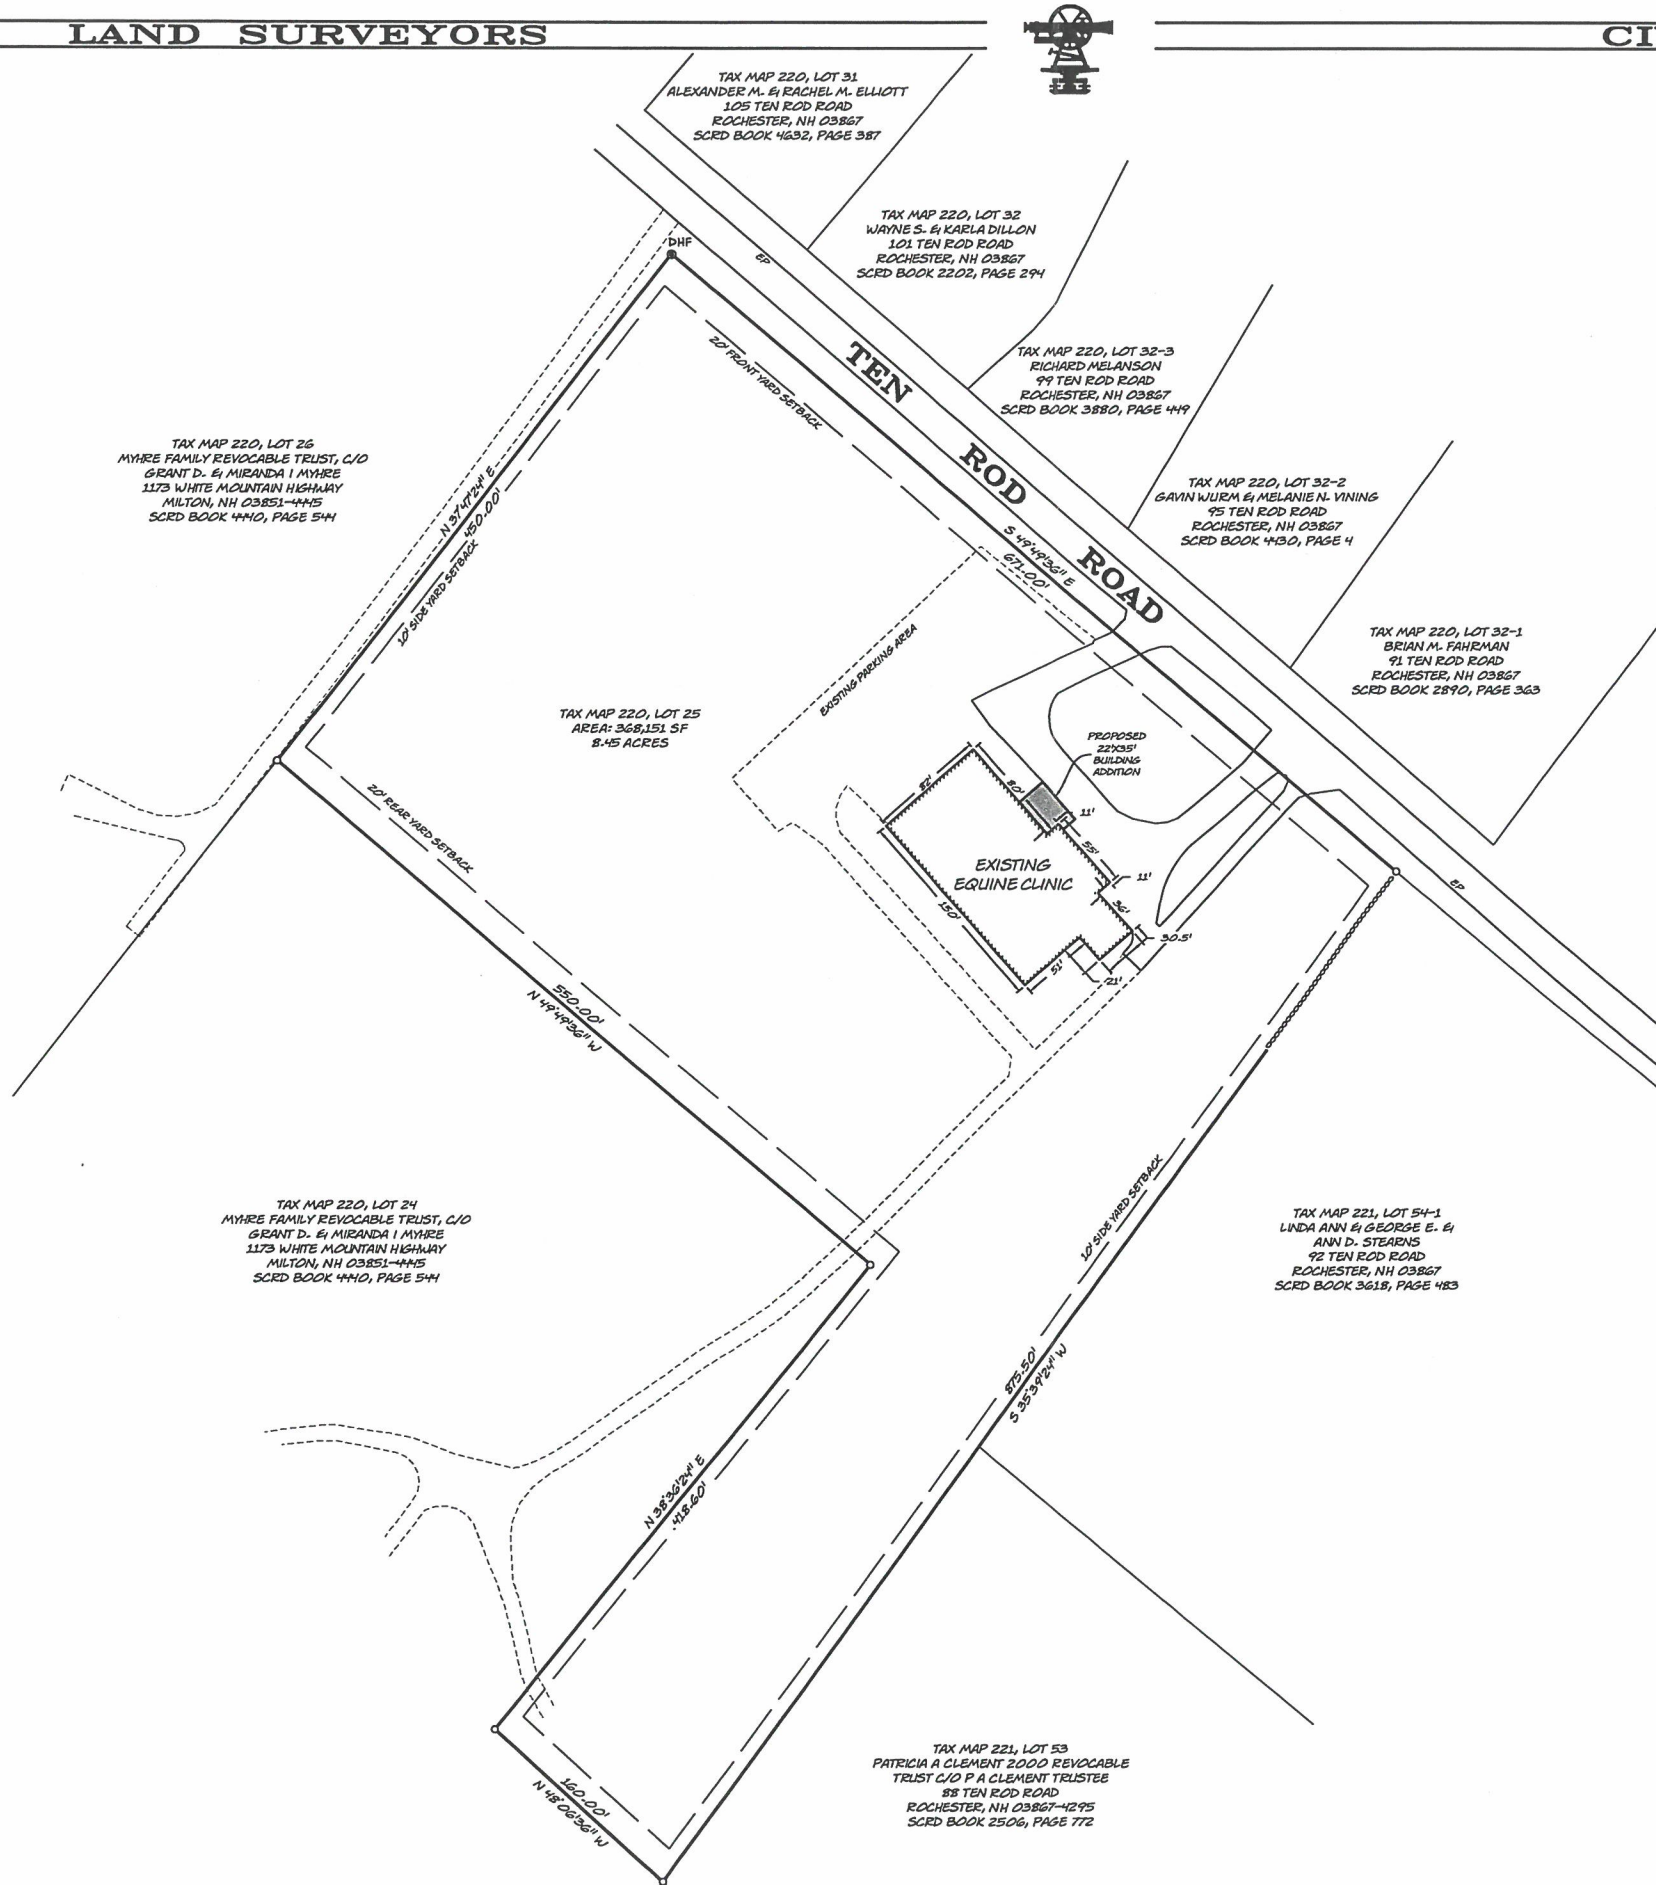 LAND SURVEYORS
CI
TAX MAP 220, LOT 31
ALEXANDER M. & RACHEL M. ELLIOTT
105 TEN ROD ROAD
ROCHESTER, NH 03867
SCRD BOOK 4632, PAGE 387
TAX MAP 220, LOT 32
WAYNE S. & KARLA DILLON
101 TEN ROD ROAD
ROCHESTER, NH 03867
SCRD BOOK 2202, PAGE 294
DHF
EP
TAX MAP 220, LOT 32-3
RICHARD MELANSON
99 TEN ROD ROAD
ROCHESTER, NH 03867
SCRD BOOK 3880, PAGE 449
20' FRONT YARD SETBACK
TEN ROD ROAD
TAX MAP 220, LOT 26
MYHRE FAMILY REVOCABLE TRUST, C/O
GRANT D. & MIRANDA I MYHRE
1173 WHITE MOUNTAIN HIGHWAY
MILTON, NH 03851-4445
SCRD BOOK 4440, PAGE 544
N 37°47'24" E
450.00'
10' SIDE YARD SETBACK
TAX MAP 220, LOT 32-2
GAVIN WURM & MELANIE N. VINING
95 TEN ROD ROAD
ROCHESTER, NH 03867
SCRD BOOK 4430, PAGE 4
S 49°49'36" E
671.00'
TAX MAP 220, LOT 32-1
BRIAN M. FAHRMAN
91 TEN ROD ROAD
ROCHESTER, NH 03867
SCRD BOOK 2890, PAGE 363
EXISTING PARKING AREA
TAX MAP 220, LOT 25
AREA: 368,151 SF
8.45 ACRES
PROPOSED
22'X35'
BUILDING
ADDITION
82'
80'
11'
55'
11'
EXISTING
EQUINE CLINIC
36'
150'
30.5'
51'
21'
EP
20' REAR YARD SETBACK
550.00'
N 49°49'36" W
10' SIDE YARD SETBACK
TAX MAP 220, LOT 24
MYHRE FAMILY REVOCABLE TRUST, C/O
GRANT D. & MIRANDA I MYHRE
1173 WHITE MOUNTAIN HIGHWAY
MILTON, NH 03851-4445
SCRD BOOK 4440, PAGE 544
TAX MAP 221, LOT 54-1
LINDA ANN & GEORGE E. &
ANN D. STEARNS
92 TEN ROD ROAD
ROCHESTER, NH 03867
SCRD BOOK 3618, PAGE 483
875.50'
S 35°39'24" W
N 38°36'24" E
418.60'
TAX MAP 221, LOT 53
PATRICIA A CLEMENT 2000 REVOCABLE
TRUST C/O P A CLEMENT TRUSTEE
88 TEN ROD ROAD
ROCHESTER, NH 03867-4295
SCRD BOOK 2506, PAGE 772
160.00'
N 48°06'36" W